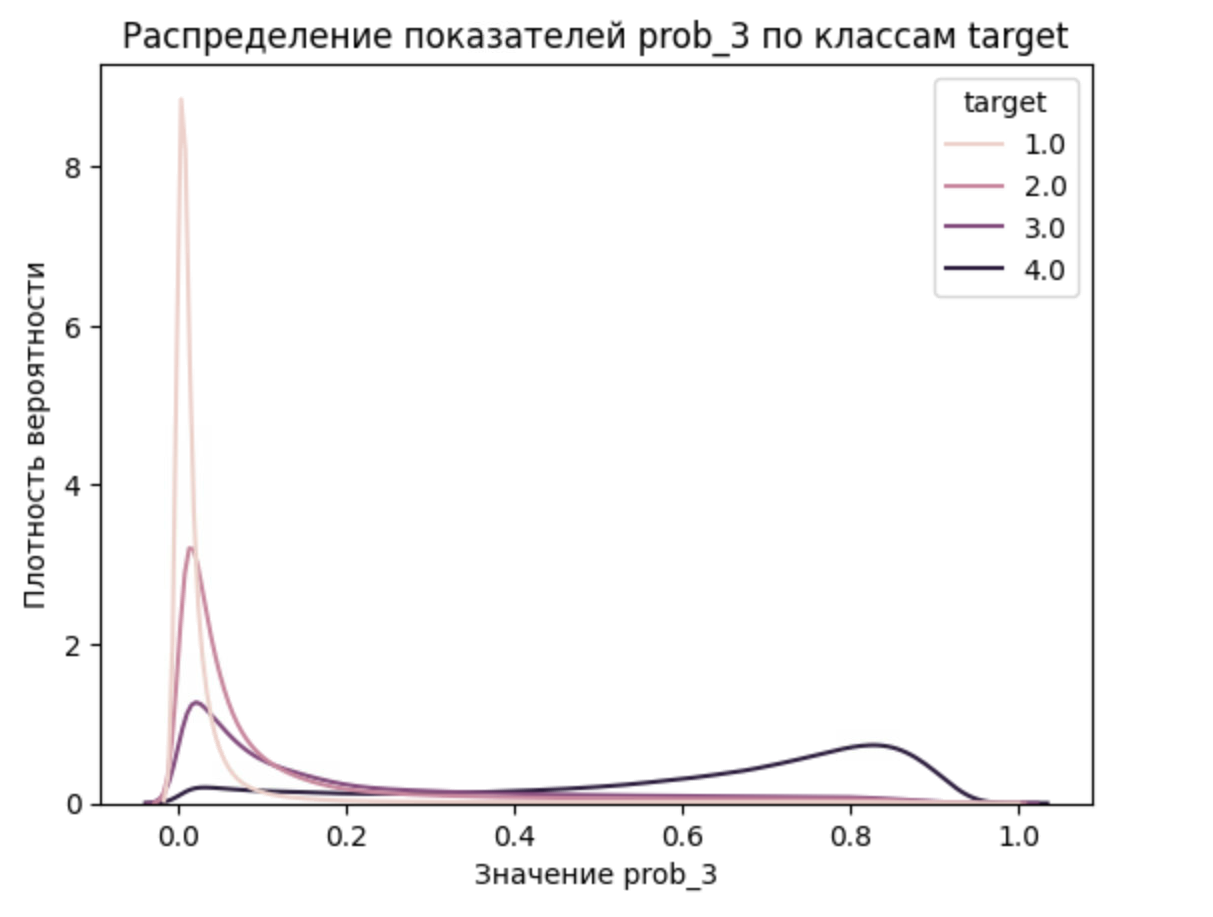 Распределение показателей prob_3 по классам target
target
1.0
2.0
3.0
4.0
Плотность вероятности
8
6
4
2
0
0.0 0.2 0.4 0.6 0.8 1.0
Значение prob_3